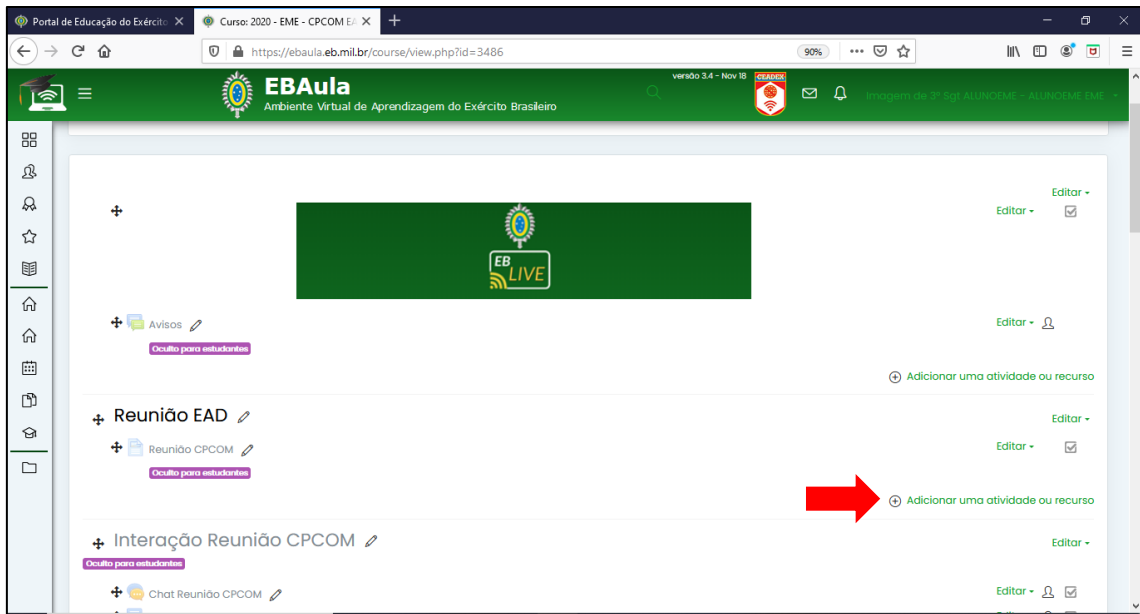 Portal de Educação do Exército
Curso: 2020 - EME - CPCOM EA
https://ebaula.eb.mil.br/course/view.php?id=3486
90%
EBAula
Ambiente Virtual de Aprendizagem do Exército Brasileiro
versão 3.4 - Nov 18
CEADEX
Imagem de 3º Sgt ALUNOEME - ALUNOEME EME
Editar
Editar
EB
LIVE
Avisos
Editar
Oculto para estudantes
Adicionar uma atividade ou recurso
Reunião EAD
Editar
Reunião CPCOM
Editar
Oculto para estudantes
Adicionar uma atividade ou recurso
Interação Reunião CPCOM
Editar
Oculto para estudantes
Chat Reunião CPCOM
Editar